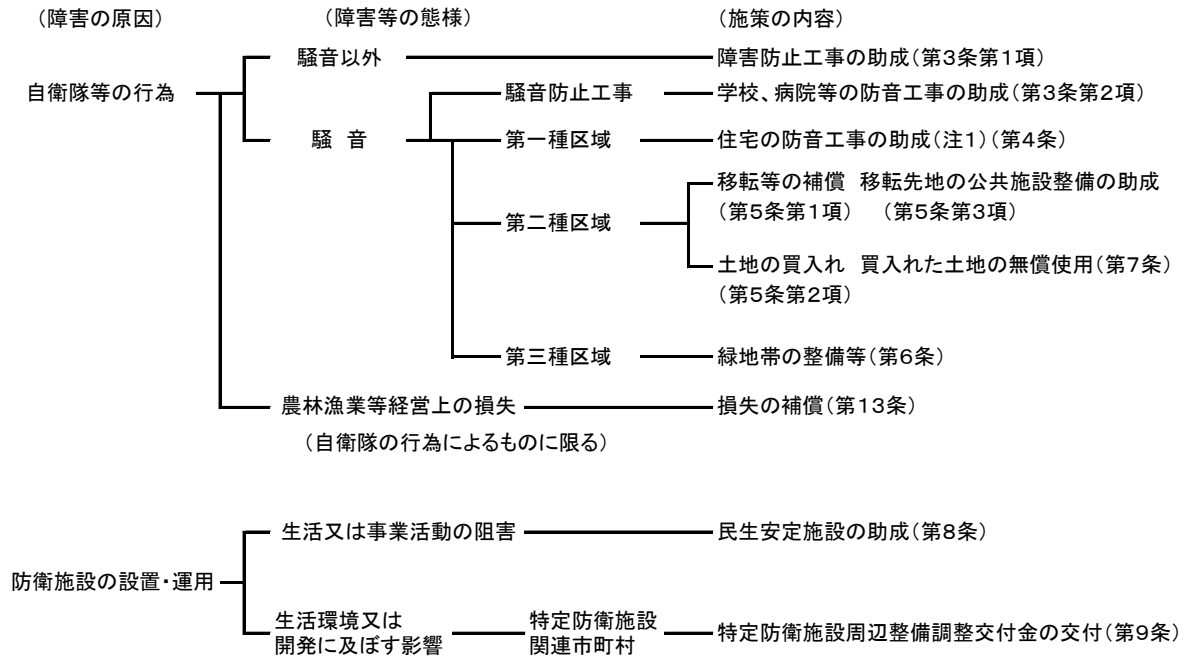 (障害の原因) (障害等の態様) (施策の内容)
騒音以外 障害防止工事の助成(第3条第1項)
自衛隊等の行為 騒音防止工事 学校、病院等の防音工事の助成(第3条第2項)
騒 音 第一種区域 住宅の防音工事の助成(注1)(第4条)
移転等の補償 移転先地の公共施設整備の助成
(第5条第1項) (第5条第3項)
第二種区域
土地の買入れ 買入れた土地の無償使用(第7条)
(第5条第2項)
第三種区域 緑地帯の整備等(第6条)
農林漁業等経営上の損失 損失の補償(第13条)
(自衛隊の行為によるものに限る)
生活又は事業活動の阻害 民生安定施設の助成(第8条)
防衛施設の設置・運用
生活環境又は 特定防衛施設
開発に及ぼす影響 関連市町村 特定防衛施設周辺整備調整交付金の交付(第9条)